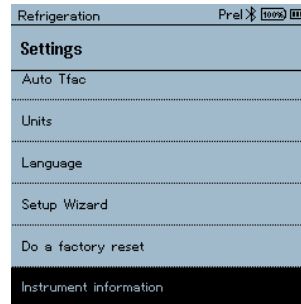 Refrigeration Prel 100%
Settings
Auto Tfac
Units
Language
Setup Wizard
Do a factory reset
Instrument information